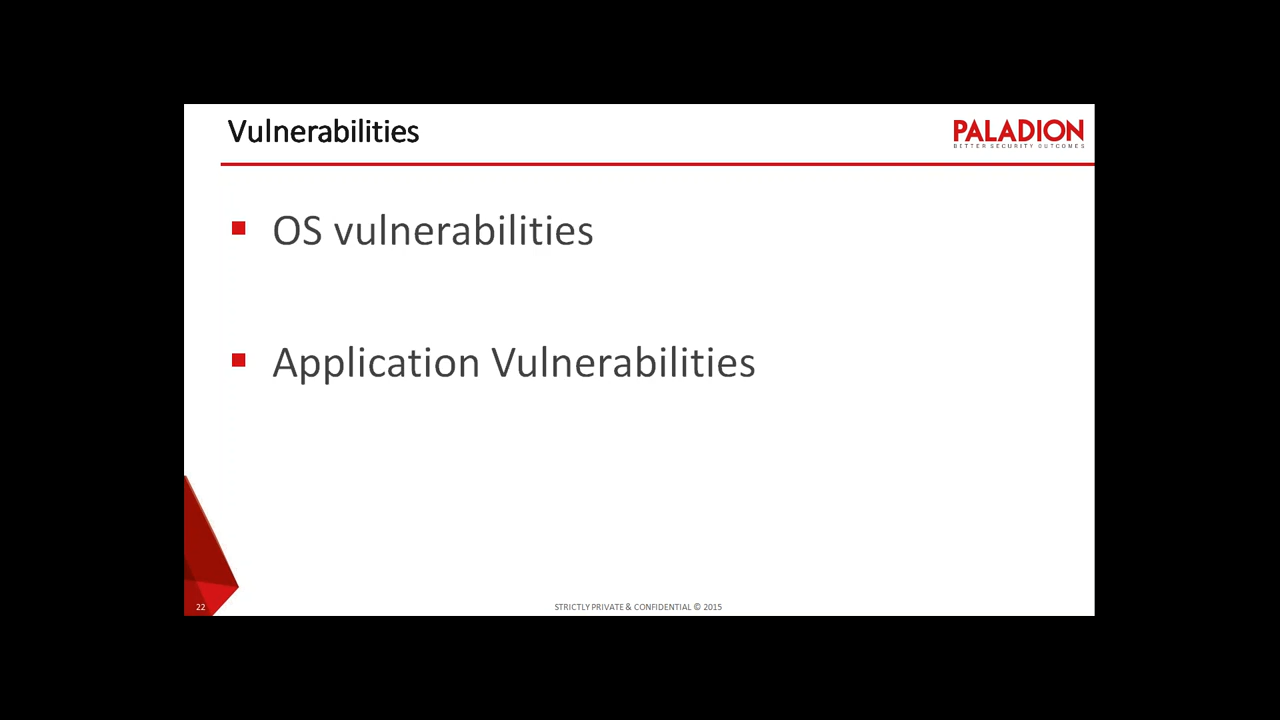 Vulnerabilities
PALADION
BETTER SECURITY OUTCOMES
OS vulnerabilities
Application Vulnerabilities
22
STRICTLY PRIVATE & CONFIDENTIAL © 2015